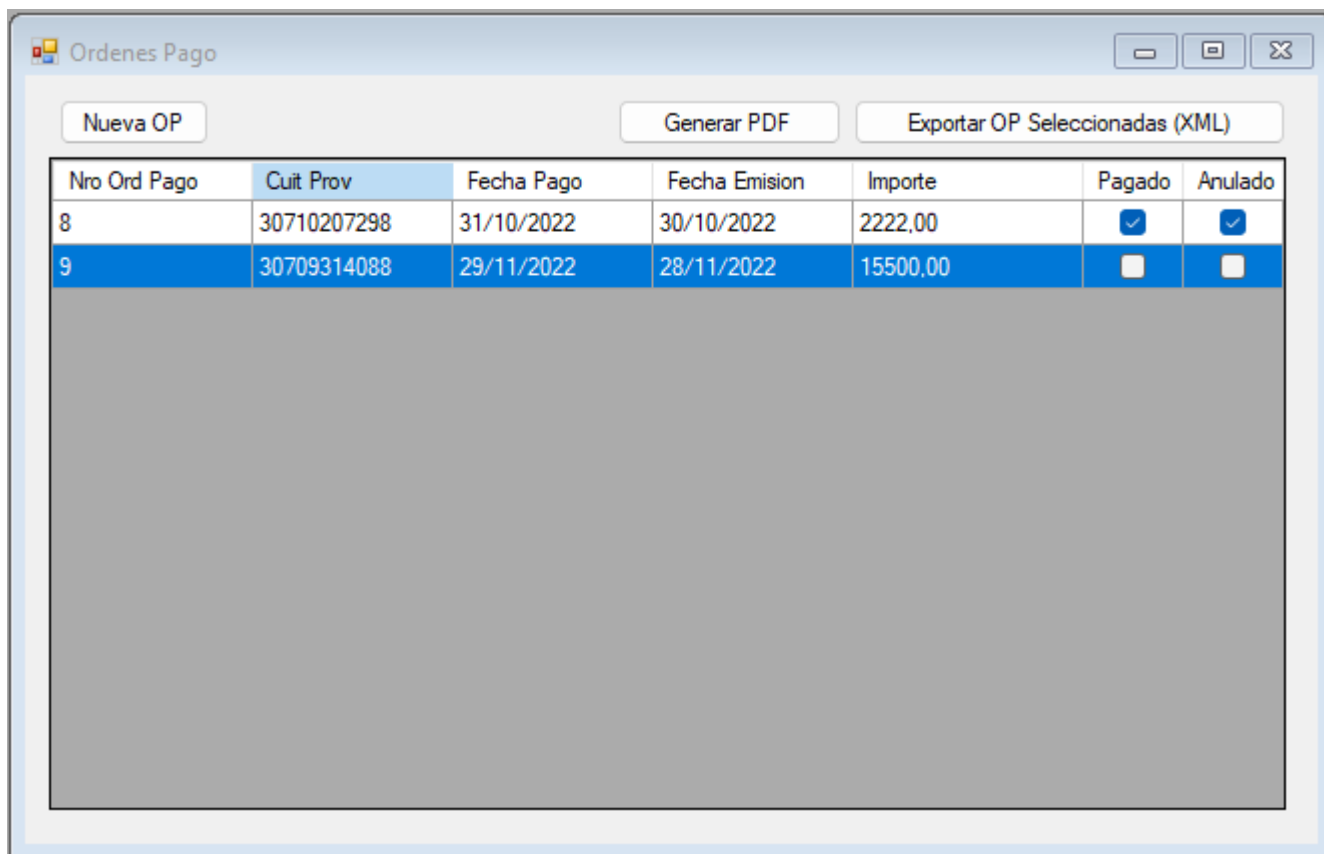 Ordenes Pago
Nueva OP Generar PDF Exportar OP Seleccionadas (XML)
Nro Ord Pago Cuit Prov Fecha Pago Fecha Emision Importe Pagado Anulado
8 30710207298 31/10/2022 30/10/2022 2222,00
9 30709314088 29/11/2022 28/11/2022 15500,00